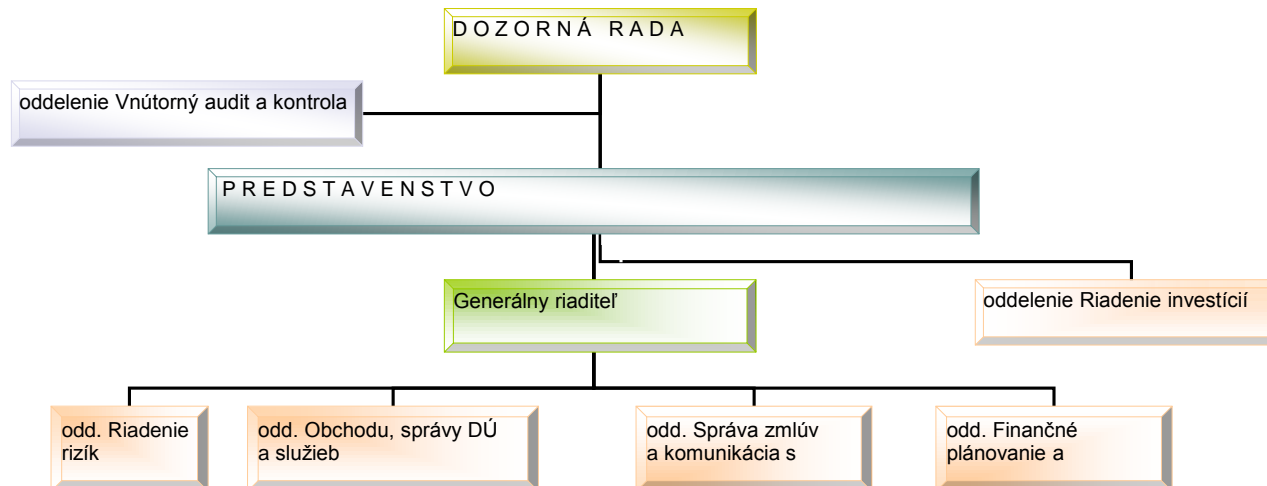 D O Z O R N Á   R A D A
oddelenie Vnútorný audit a kontrola
P R E D S T A V E N S T V O
Generálny riaditeľ
oddelenie Riadenie investícií
odd. Riadenie
rizík
odd. Obchodu, správy DÚ
a služieb
odd. Správa zmlúv
a komunikácia s
odd. Finančné
plánovanie a